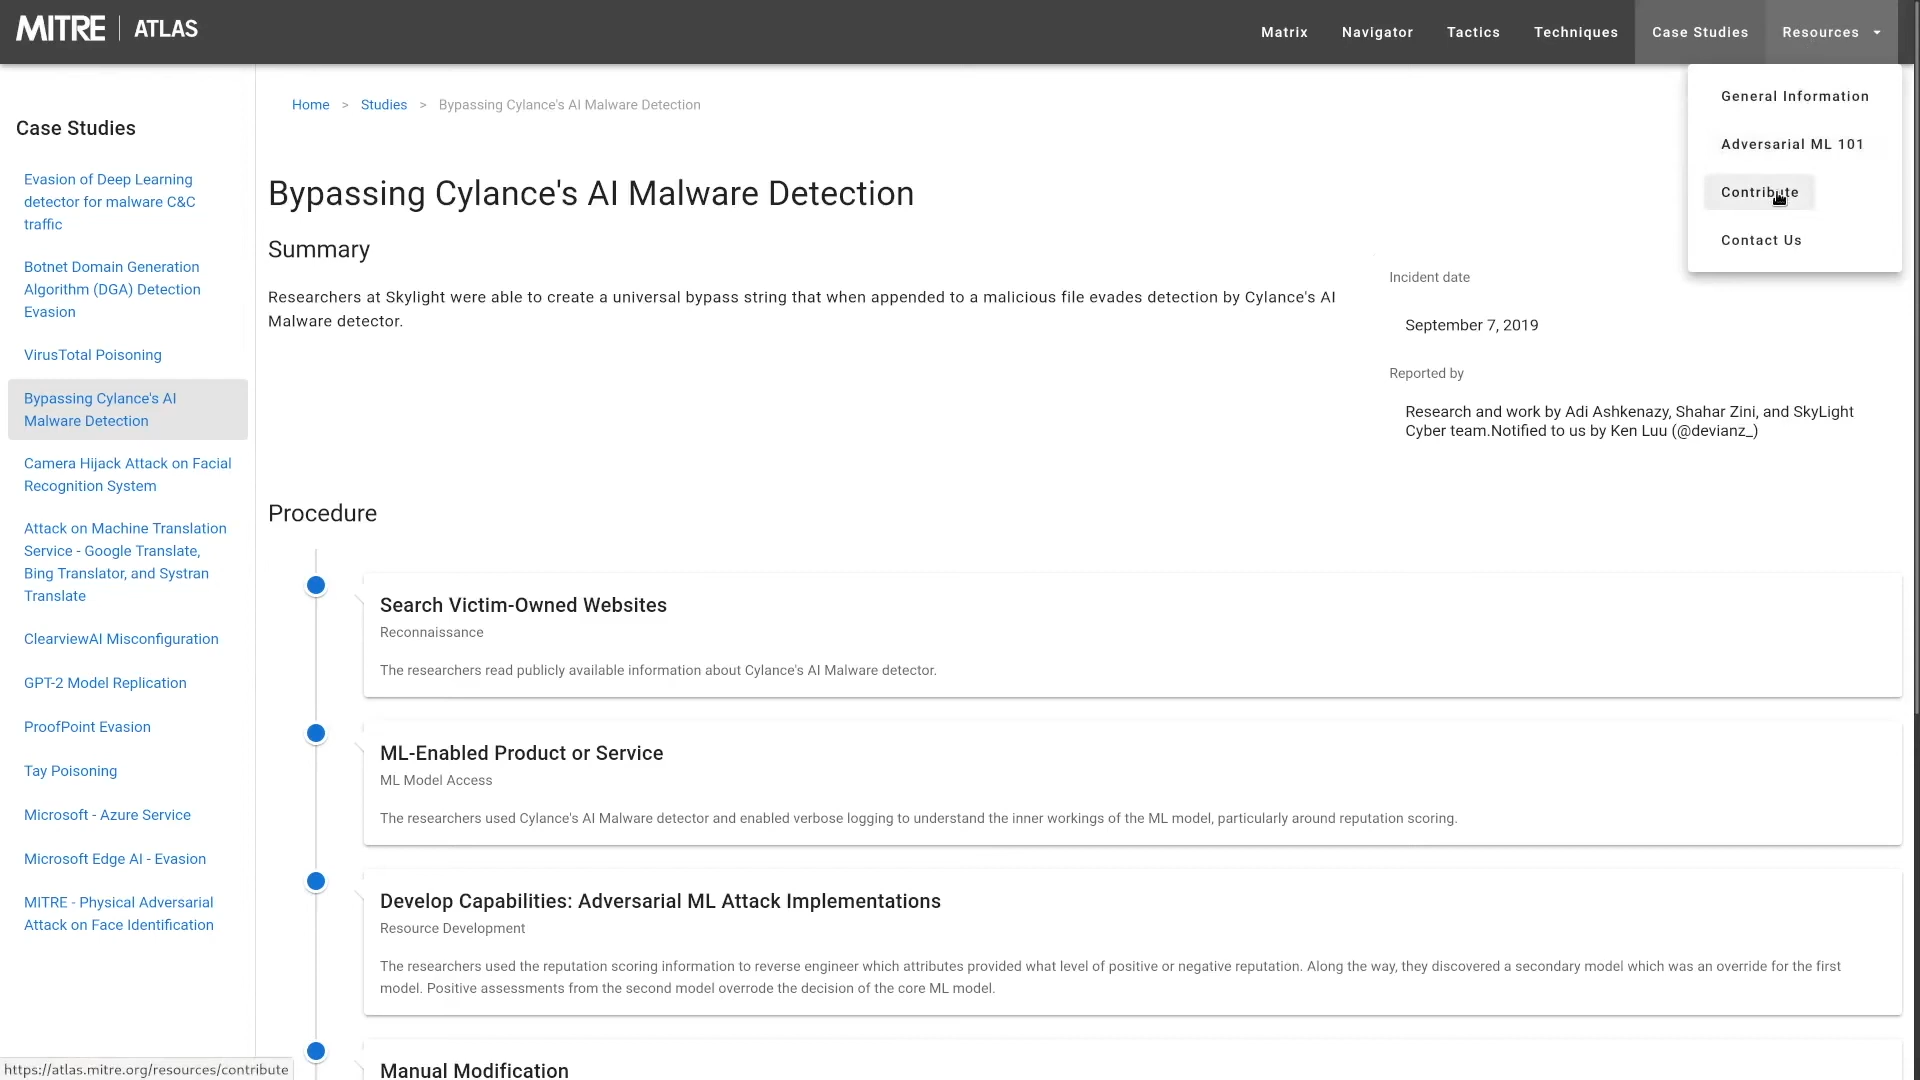 MITRE | ATLAS
Matrix
Navigator
Tactics
Techniques
Case Studies
Resources
General Information
Adversarial ML 101
Contribute
Contact Us
Case Studies
Evasion of Deep Learning
detector for malware C&C
traffic
Botnet Domain Generation
Algorithm (DGA) Detection
Evasion
VirusTotal Poisoning
Bypassing Cylance's AI
Malware Detection
Camera Hijack Attack on Facial
Recognition System
Attack on Machine Translation
Service - Google Translate,
Bing Translator, and Systran
Translate
ClearviewAI Misconfiguration
GPT-2 Model Replication
ProofPoint Evasion
Tay Poisoning
Microsoft - Azure Service
Microsoft Edge AI - Evasion
MITRE - Physical Adversarial
Attack on Face Identification
Home > Studies > Bypassing Cylance's AI Malware Detection
Bypassing Cylance's AI Malware Detection
Summary
Researchers at Skylight were able to create a universal bypass string that when appended to a malicious file evades detection by Cylance's AI
Malware detector.
Incident date
September 7, 2019
Reported by
Research and work by Adi Ashkenazy, Shahar Zini, and SkyLight
Cyber team.Notified to us by Ken Luu (@devianz_)
Procedure
Search Victim-Owned Websites
Reconnaissance
The researchers read publicly available information about Cylance's AI Malware detector.
ML-Enabled Product or Service
ML Model Access
The researchers used Cylance's AI Malware detector and enabled verbose logging to understand the inner workings of the ML model, particularly around reputation scoring.
Develop Capabilities: Adversarial ML Attack Implementations
Resource Development
The researchers used the reputation scoring information to reverse engineer which attributes provided what level of positive or negative reputation. Along the way, they discovered a secondary model which was an override for the first
model. Positive assessments from the second model overrode the decision of the core ML model.
Manual Modification
https://atlas.mitre.org/resources/contribute